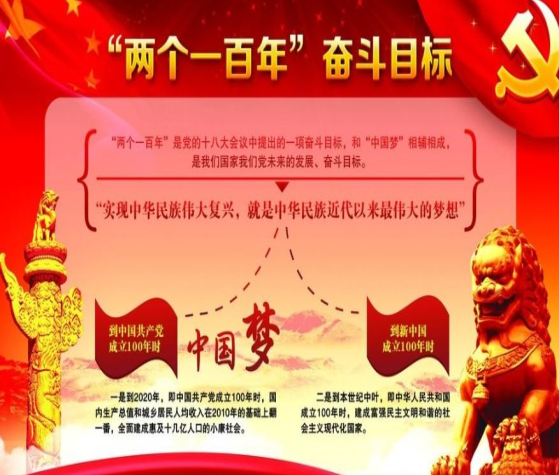 “两个一百年”奋斗目标
“两个一百年”是党的十八大会议中提出的一项奋斗目标，和“中国梦”相辅相成，
是我们国家我们党未来的发展、奋斗目标。
“实现中华民族伟大复兴，就是中华民族近代以来最伟大的梦想”
到中国共产党
成立100年时
中国梦
到新中国
成立100年时
一是到2020年，即中国共产党成立100年时，国
内生产总值和城乡居民人均收入在2010年的基础上翻
一番，全面建成惠及十几亿人口的小康社会。
二是到本世纪中叶，即中华人民共和国
成立100年时，建成富强民主文明和谐的社
会主义现代化国家。